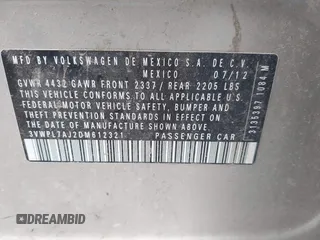 MFD BY VOLKSWAGEN DE MEXICO S.A. DE C.V.
MEXICO 07/12
GVWR 4432 GAWR FRONT 2337 / REAR 2205 LBS
THIS VEHICLE CONFORMS TO ALL APPLICABLE U.S.
FEDERAL MOTOR VEHICLE SAFETY, BUMPER AND
THEFT PREVENTION STANDARDS IN EFFECT ON
THE DATE OF MANUFACTURE SHOWN ABOVE.
3VWPL7AJ2DM612321 PASSENGER CAR